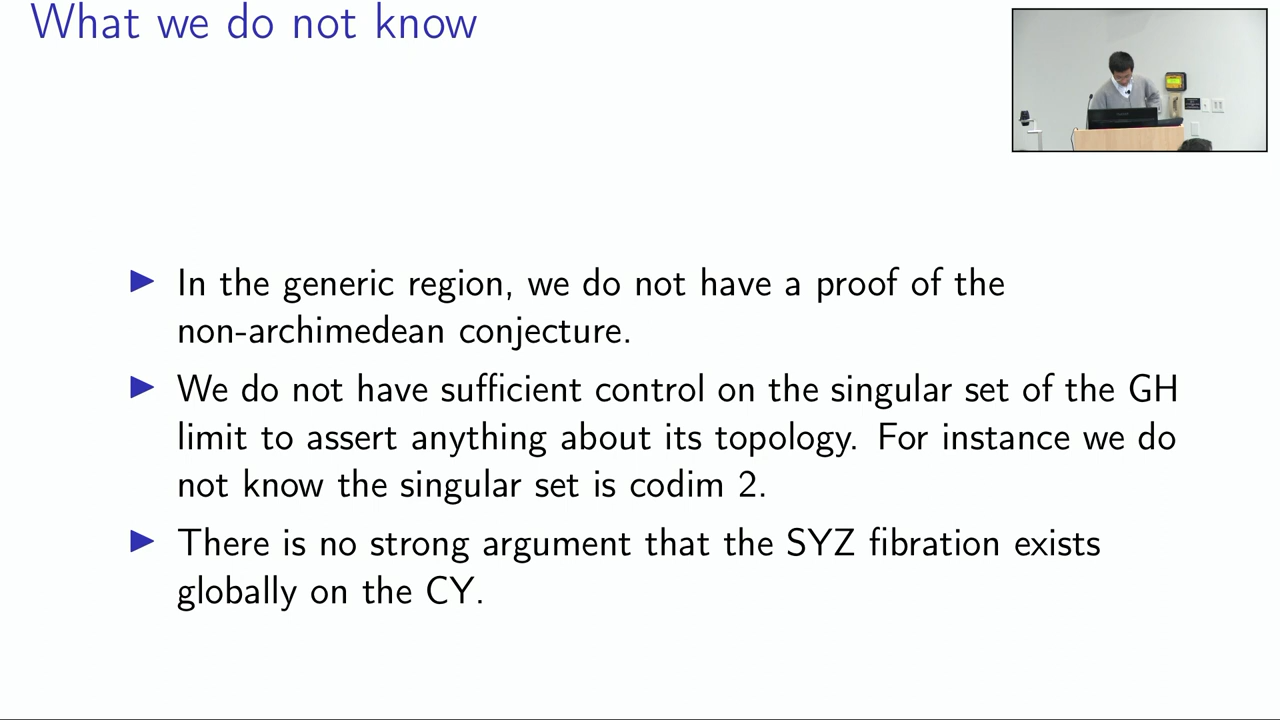 What we do not know
In the generic region, we do not have a proof of the
non-archimedean conjecture.
We do not have sufficient control on the singular set of the GH
limit to assert anything about its topology. For instance we do
not know the singular set is codim 2.
There is no strong argument that the SYZ fibration exists
globally on the CY.